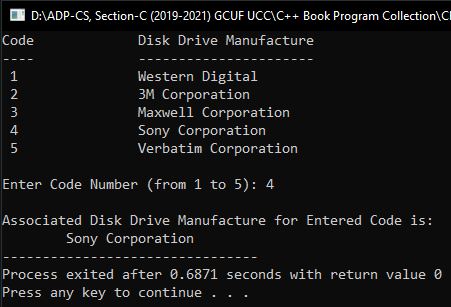 D:\ADP-CS, Section-C (2019-2021) GCUF UCC\C++ Book Program Collection\
Code Disk Drive Manufacture
---- ----------------------
1 Western Digital
2 3M Corporation
3 Maxwell Corporation
4 Sony Corporation
5 Verbatim Corporation
Enter Code Number (from 1 to 5): 4
Associated Disk Drive Manufacture for Entered Code is:
Sony Corporation
--------------------------------
Process exited after 0.6871 seconds with return value 0
Press any key to continue . . .